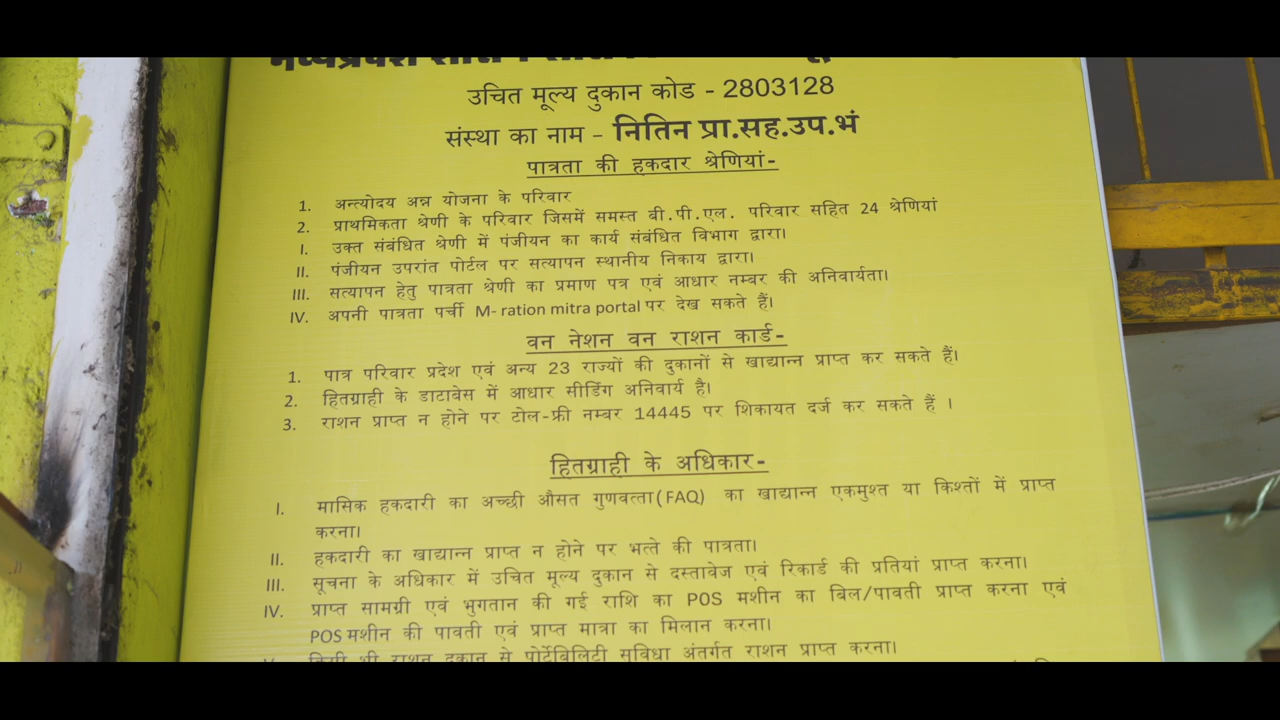 मध्यप्रदेश शासन
उचित मूल्य दुकान कोड - 2803128
संस्था का नाम - नितिन प्रा.सह.उप.भं
पात्रता की हकदार श्रेणियां-
1. अन्त्योदय अन्न योजना के परिवार
2. प्राथमिकता श्रेणी के परिवार जिसमें समस्त बी.पी.एल. परिवार सहित 24 श्रेणियां
I. उक्त संबंधित श्रेणी में पंजीयन का कार्य संबंधित विभाग द्वारा।
II. पंजीयन उपरांत पोर्टल पर सत्यापन स्थानीय निकाय द्वारा।
III. सत्यापन हेतु पात्रता श्रेणी का प्रमाण पत्र एवं आधार नम्बर की अनिवार्यता।
IV. अपनी पात्रता पर्ची M- ration mitra portal पर देख सकते हैं।
वन नेशन वन राशन कार्ड-
1. पात्र परिवार प्रदेश एवं अन्य 23 राज्यों की दुकानों से खाद्यान्न प्राप्त कर सकते हैं।
2. हितग्राही के डाटाबेस में आधार सीडिंग अनिवार्य है।
3. राशन प्राप्त न होने पर टोल-फ्री नम्बर 14445 पर शिकायत दर्ज कर सकते हैं ।
हितग्राही के अधिकार-
I. मासिक हकदारी का अच्छी औसत गुणवत्ता(FAQ) का खाद्यान्न एकमुश्त या किश्तों में प्राप्त
करना।
II. हकदारी का खाद्यान्न प्राप्त न होने पर भत्ते की पात्रता।
III. सूचना के अधिकार में उचित मूल्य दुकान से दस्तावेज एवं रिकार्ड की प्रतियां प्राप्त करना।
IV. प्राप्त सामग्री एवं भुगतान की गई राशि का POS मशीन का बिल/पावती प्राप्त करना एवं
POS मशीन की पावती एवं प्राप्त मात्रा का मिलान करना।
किसी भी राशन दुकान से पोर्टेबिलिटी सुविधा अंतर्गत राशन प्राप्त करना।